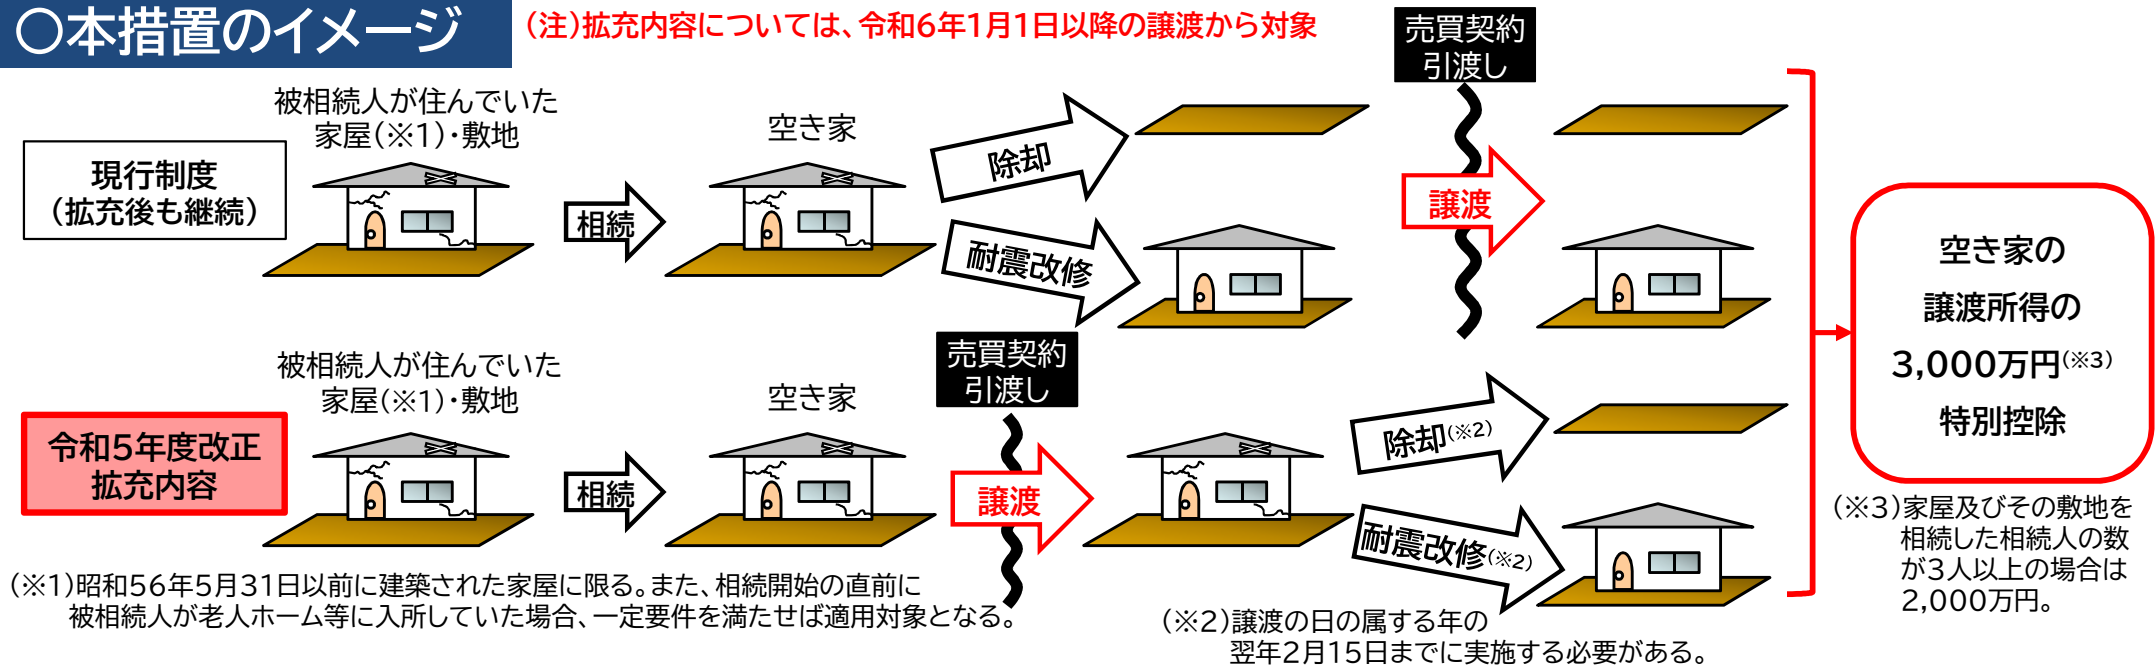 〇本措置のイメージ
（注）拡充内容については、令和6年1月1日以降の譲渡から対象
現行制度
（拡充後も継続）
被相続人が住んでいた
家屋（※1）・敷地
相続
空き家
除却
耐震改修
売買契約
引渡し
譲渡
令和5年度改正
拡充内容
被相続人が住んでいた
家屋（※1）・敷地
相続
空き家
売買契約
引渡し
譲渡
除却（※2）
耐震改修（※2）
空き家の
譲渡所得の
3,000万円（※3）
特別控除
（※1）昭和56年5月31日以前に建築された家屋に限る。また、相続開始の直前に
被相続人が老人ホーム等に入所していた場合、一定要件を満たせば適用対象となる。
（※2）譲渡の日の属する年の
翌年2月15日までに実施する必要がある。
（※3）家屋及びその敷地を
相続した相続人の数
が3人以上の場合は
2,000万円。